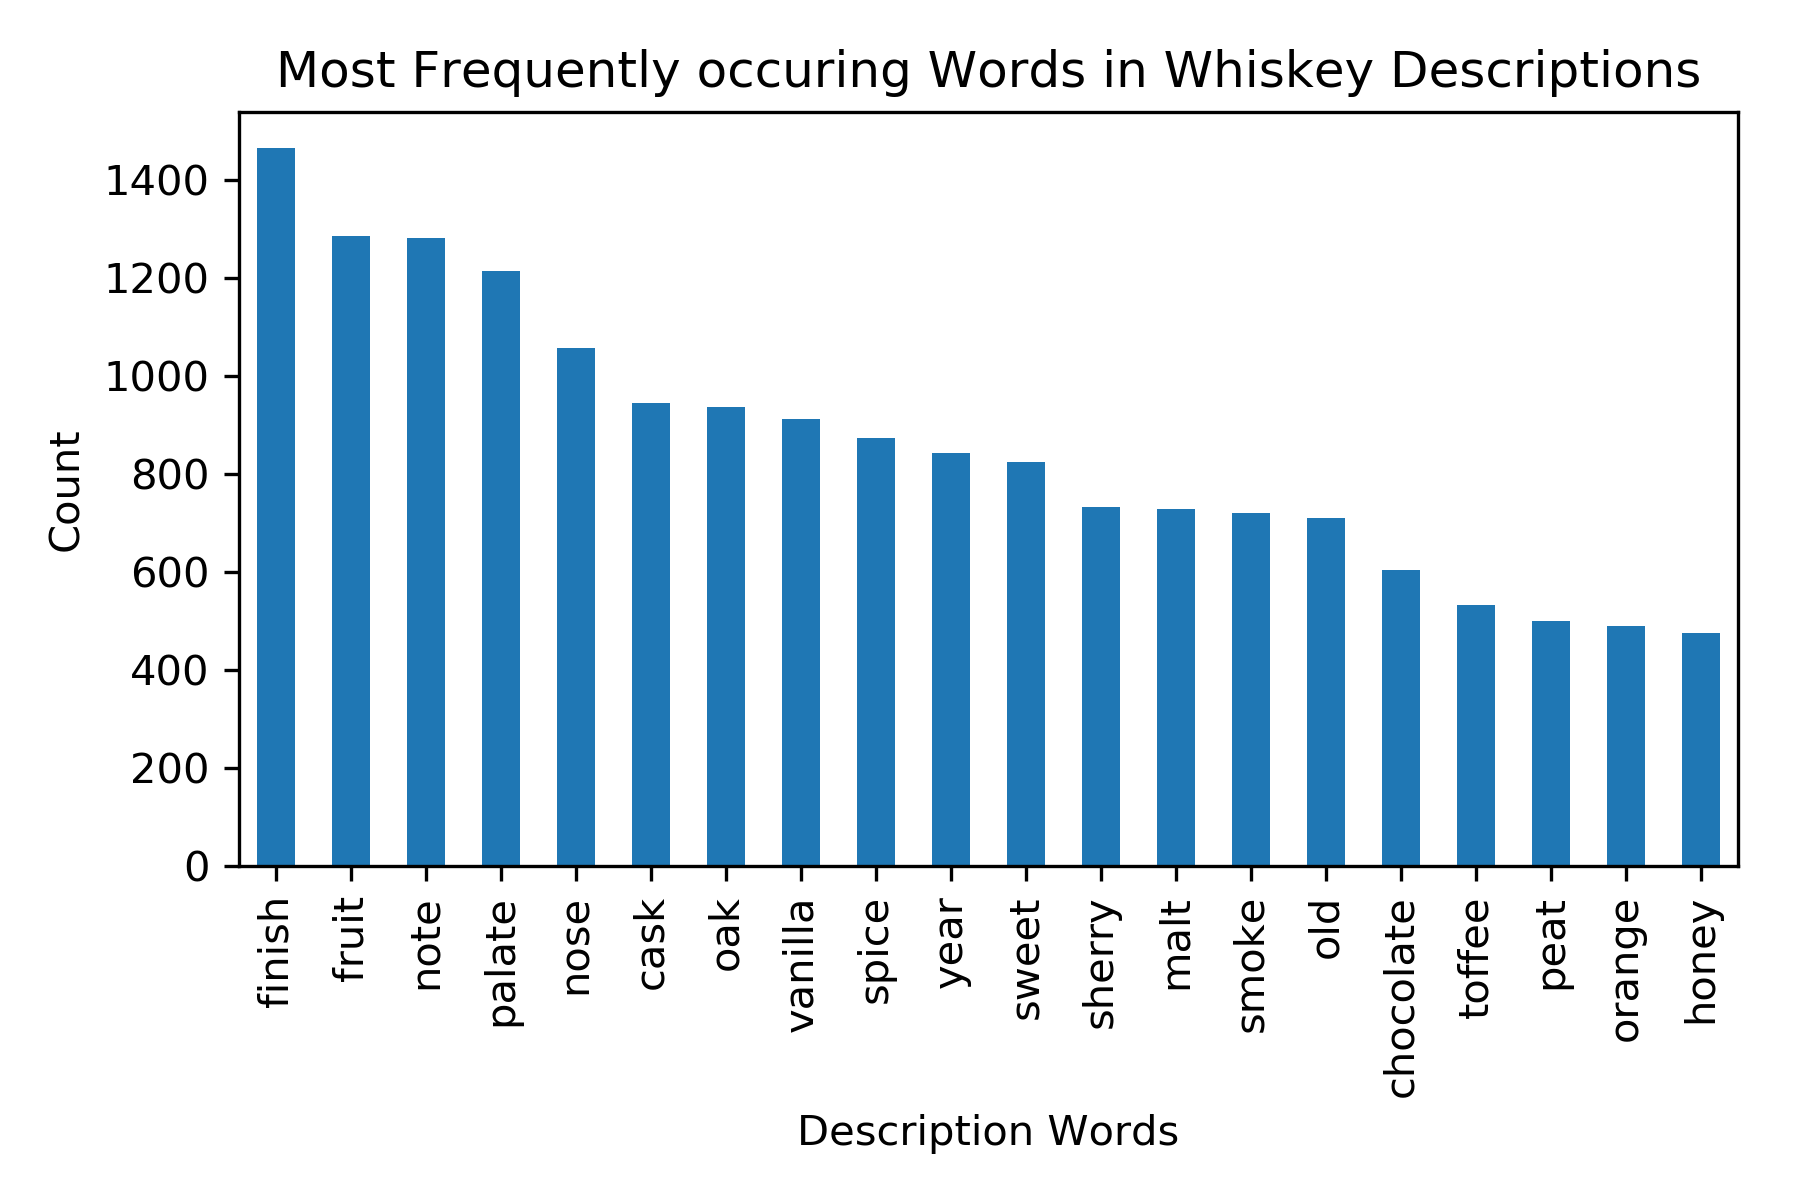 Most Frequently occuring Words in Whiskey Descriptions
1400
1200
1000
800
600
400
200
0
Count
finish
fruit
note
palate
nose
cask
oak
vanilla
spice
year
sweet
sherry
malt
smoke
old
chocolate
toffee
peat
orange
honey
Description Words